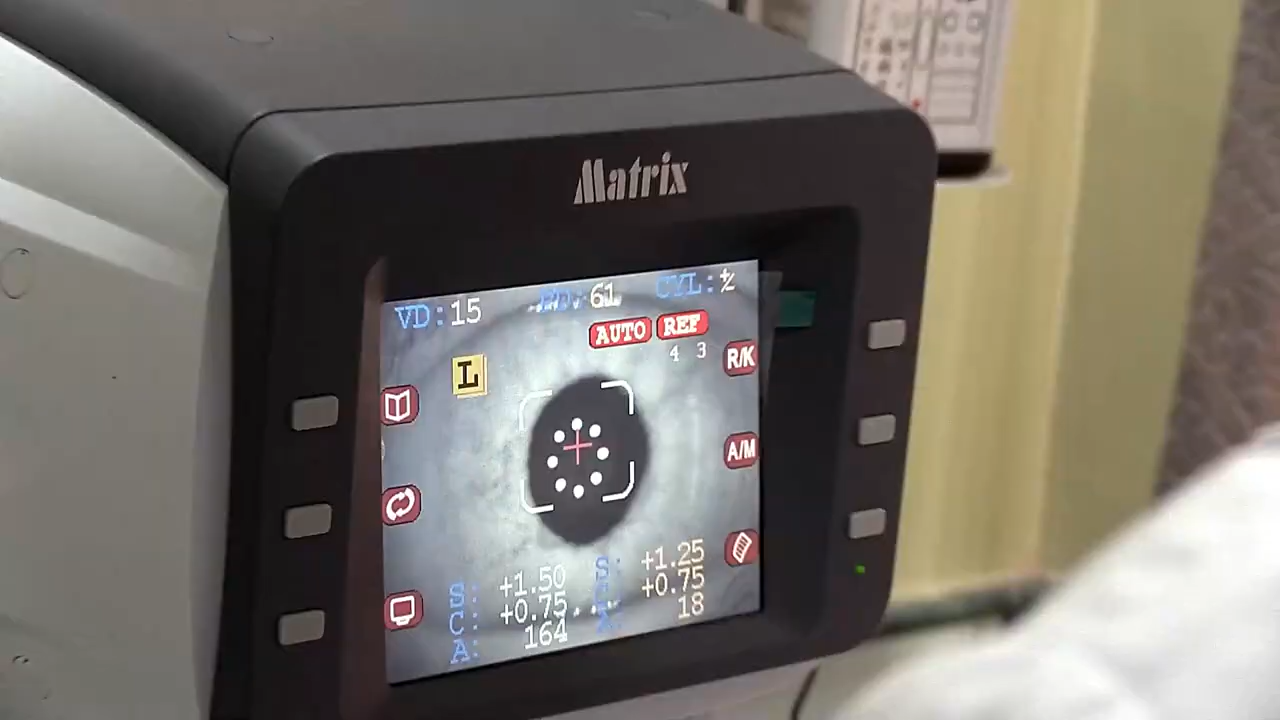 Matrix
VD:15 PD:61 CYL:±
AUTO REF
4 3
L
R/K
A/M
S: +1.50 S: +1.25
C: +0.75 +0.75
A: 164 18